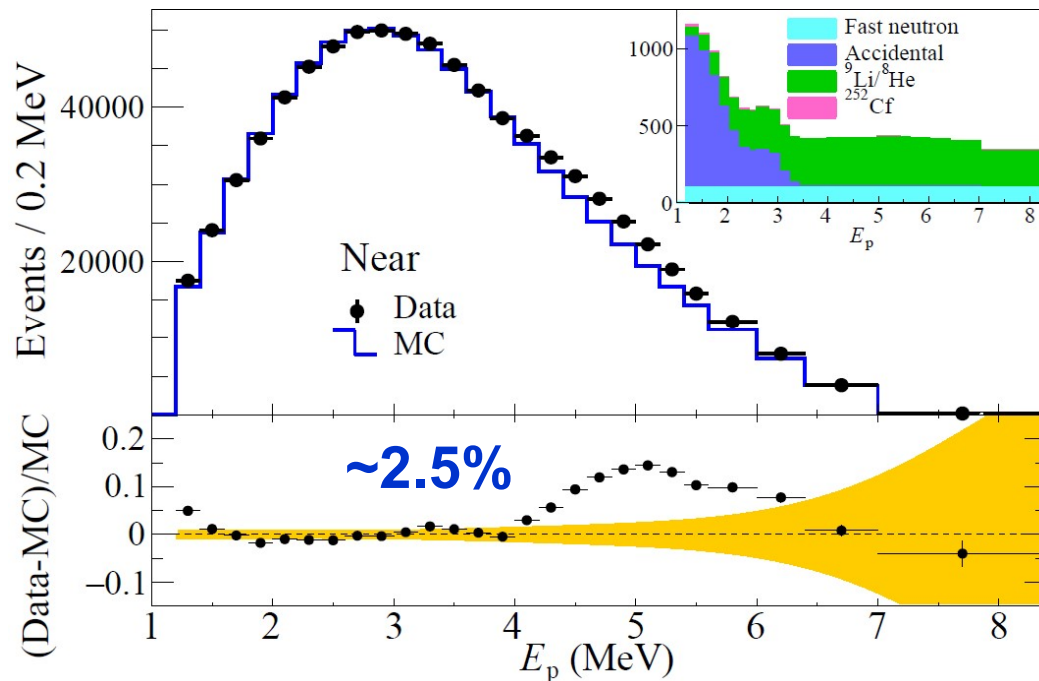 Events / 0.2 MeV
40000
20000
Near
Data
MC
1000
500
0
Fast neutron
Accidental
⁹Li/⁸He
²⁵²Cf
1 2 3 4 5 6 7 8
Eₚ
(Data-MC)/MC
0.2
0.1
0
−0.1
~2.5%
1 2 3 4 5 6 7 8
Eₚ (MeV)